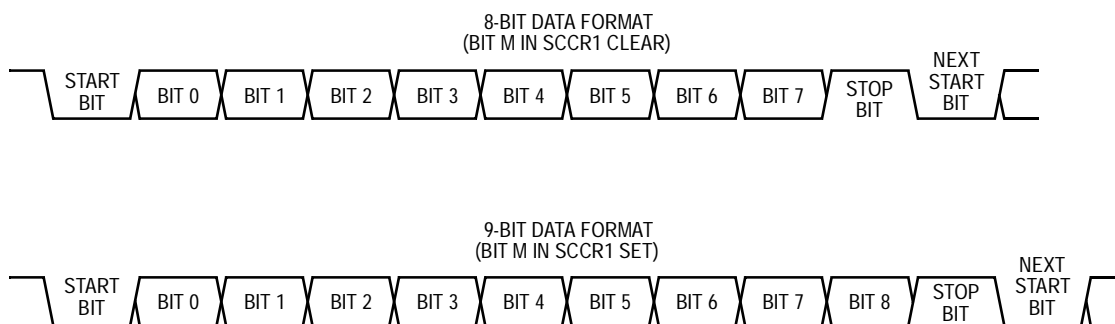 8-BIT DATA FORMAT
(BIT M IN SCCR1 CLEAR)
START
BIT
BIT 0
BIT 1
BIT 2
BIT 3
BIT 4
BIT 5
BIT 6
BIT 7
STOP
BIT
NEXT
START
BIT
9-BIT DATA FORMAT
(BIT M IN SCCR1 SET)
START
BIT
BIT 0
BIT 1
BIT 2
BIT 3
BIT 4
BIT 5
BIT 6
BIT 7
BIT 8
STOP
BIT
NEXT
START
BIT